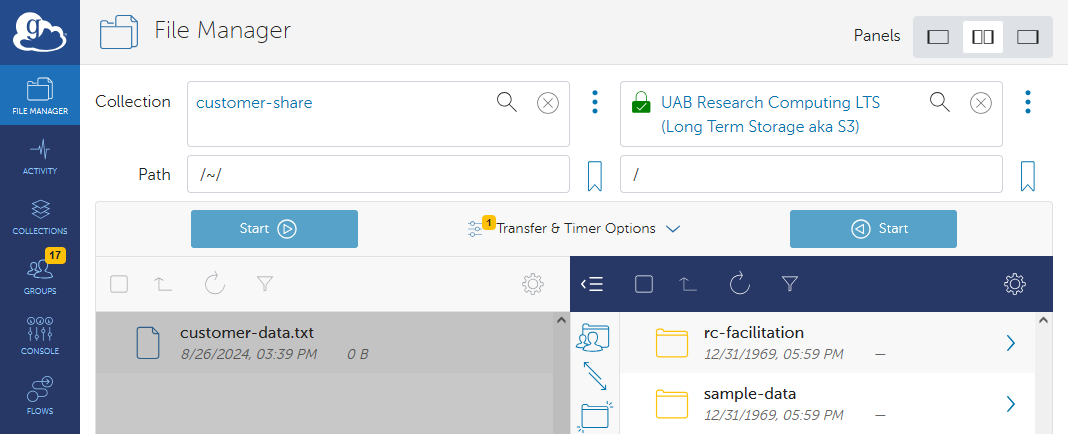 g
File Manager
Panels
FILE MANAGER
Collection
customer-share
UAB Research Computing LTS
(Long Term Storage aka S3)
ACTIVITY
Path
/~/
/
COLLECTIONS
Start
1
Transfer & Timer Options
Start
17
GROUPS
CONSOLE
customer-data.txt
8/26/2024, 03:39 PM 0 B
rc-facilitation
12/31/1969, 05:59 PM —
sample-data
12/31/1969, 05:59 PM —
FLOWS